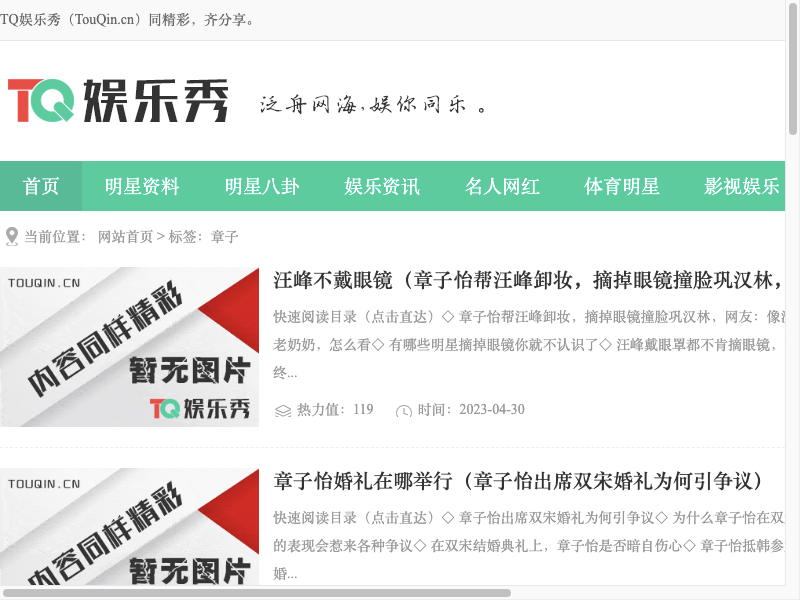 TQ娱乐秀（TouQin.cn）同精彩，齐分享。
TQ娱乐秀
泛舟网海,娱你同乐 。
首页 明星资料 明星八卦 娱乐资讯 名人网红 体育明星 影视娱乐
当前位置： 网站首页 > 标签：章子
TOUQIN.CN
内容同样精彩
暂无图片
TQ娱乐秀
汪峰不戴眼镜（章子怡帮汪峰卸妆，摘掉眼镜撞脸巩汉林，
快速阅读目录（点击直达）◇ 章子怡帮汪峰卸妆，摘掉眼镜撞脸巩汉林，网友：像
老奶奶，怎么看◇ 有哪些明星摘掉眼镜你就不认识了◇ 汪峰戴眼罩都不肯摘眼镜，
终...
热力值：119 时间：2023-04-30
TOUQIN.CN
内容同样精彩
暂无图片
章子怡婚礼在哪举行（章子怡出席双宋婚礼为何引争议）
快速阅读目录（点击直达）◇ 章子怡出席双宋婚礼为何引争议◇ 为什么章子怡在双
的表现会惹来各种争议◇ 在双宋结婚典礼上，章子怡是否暗自伤心◇ 章子怡抵韩参
婚...